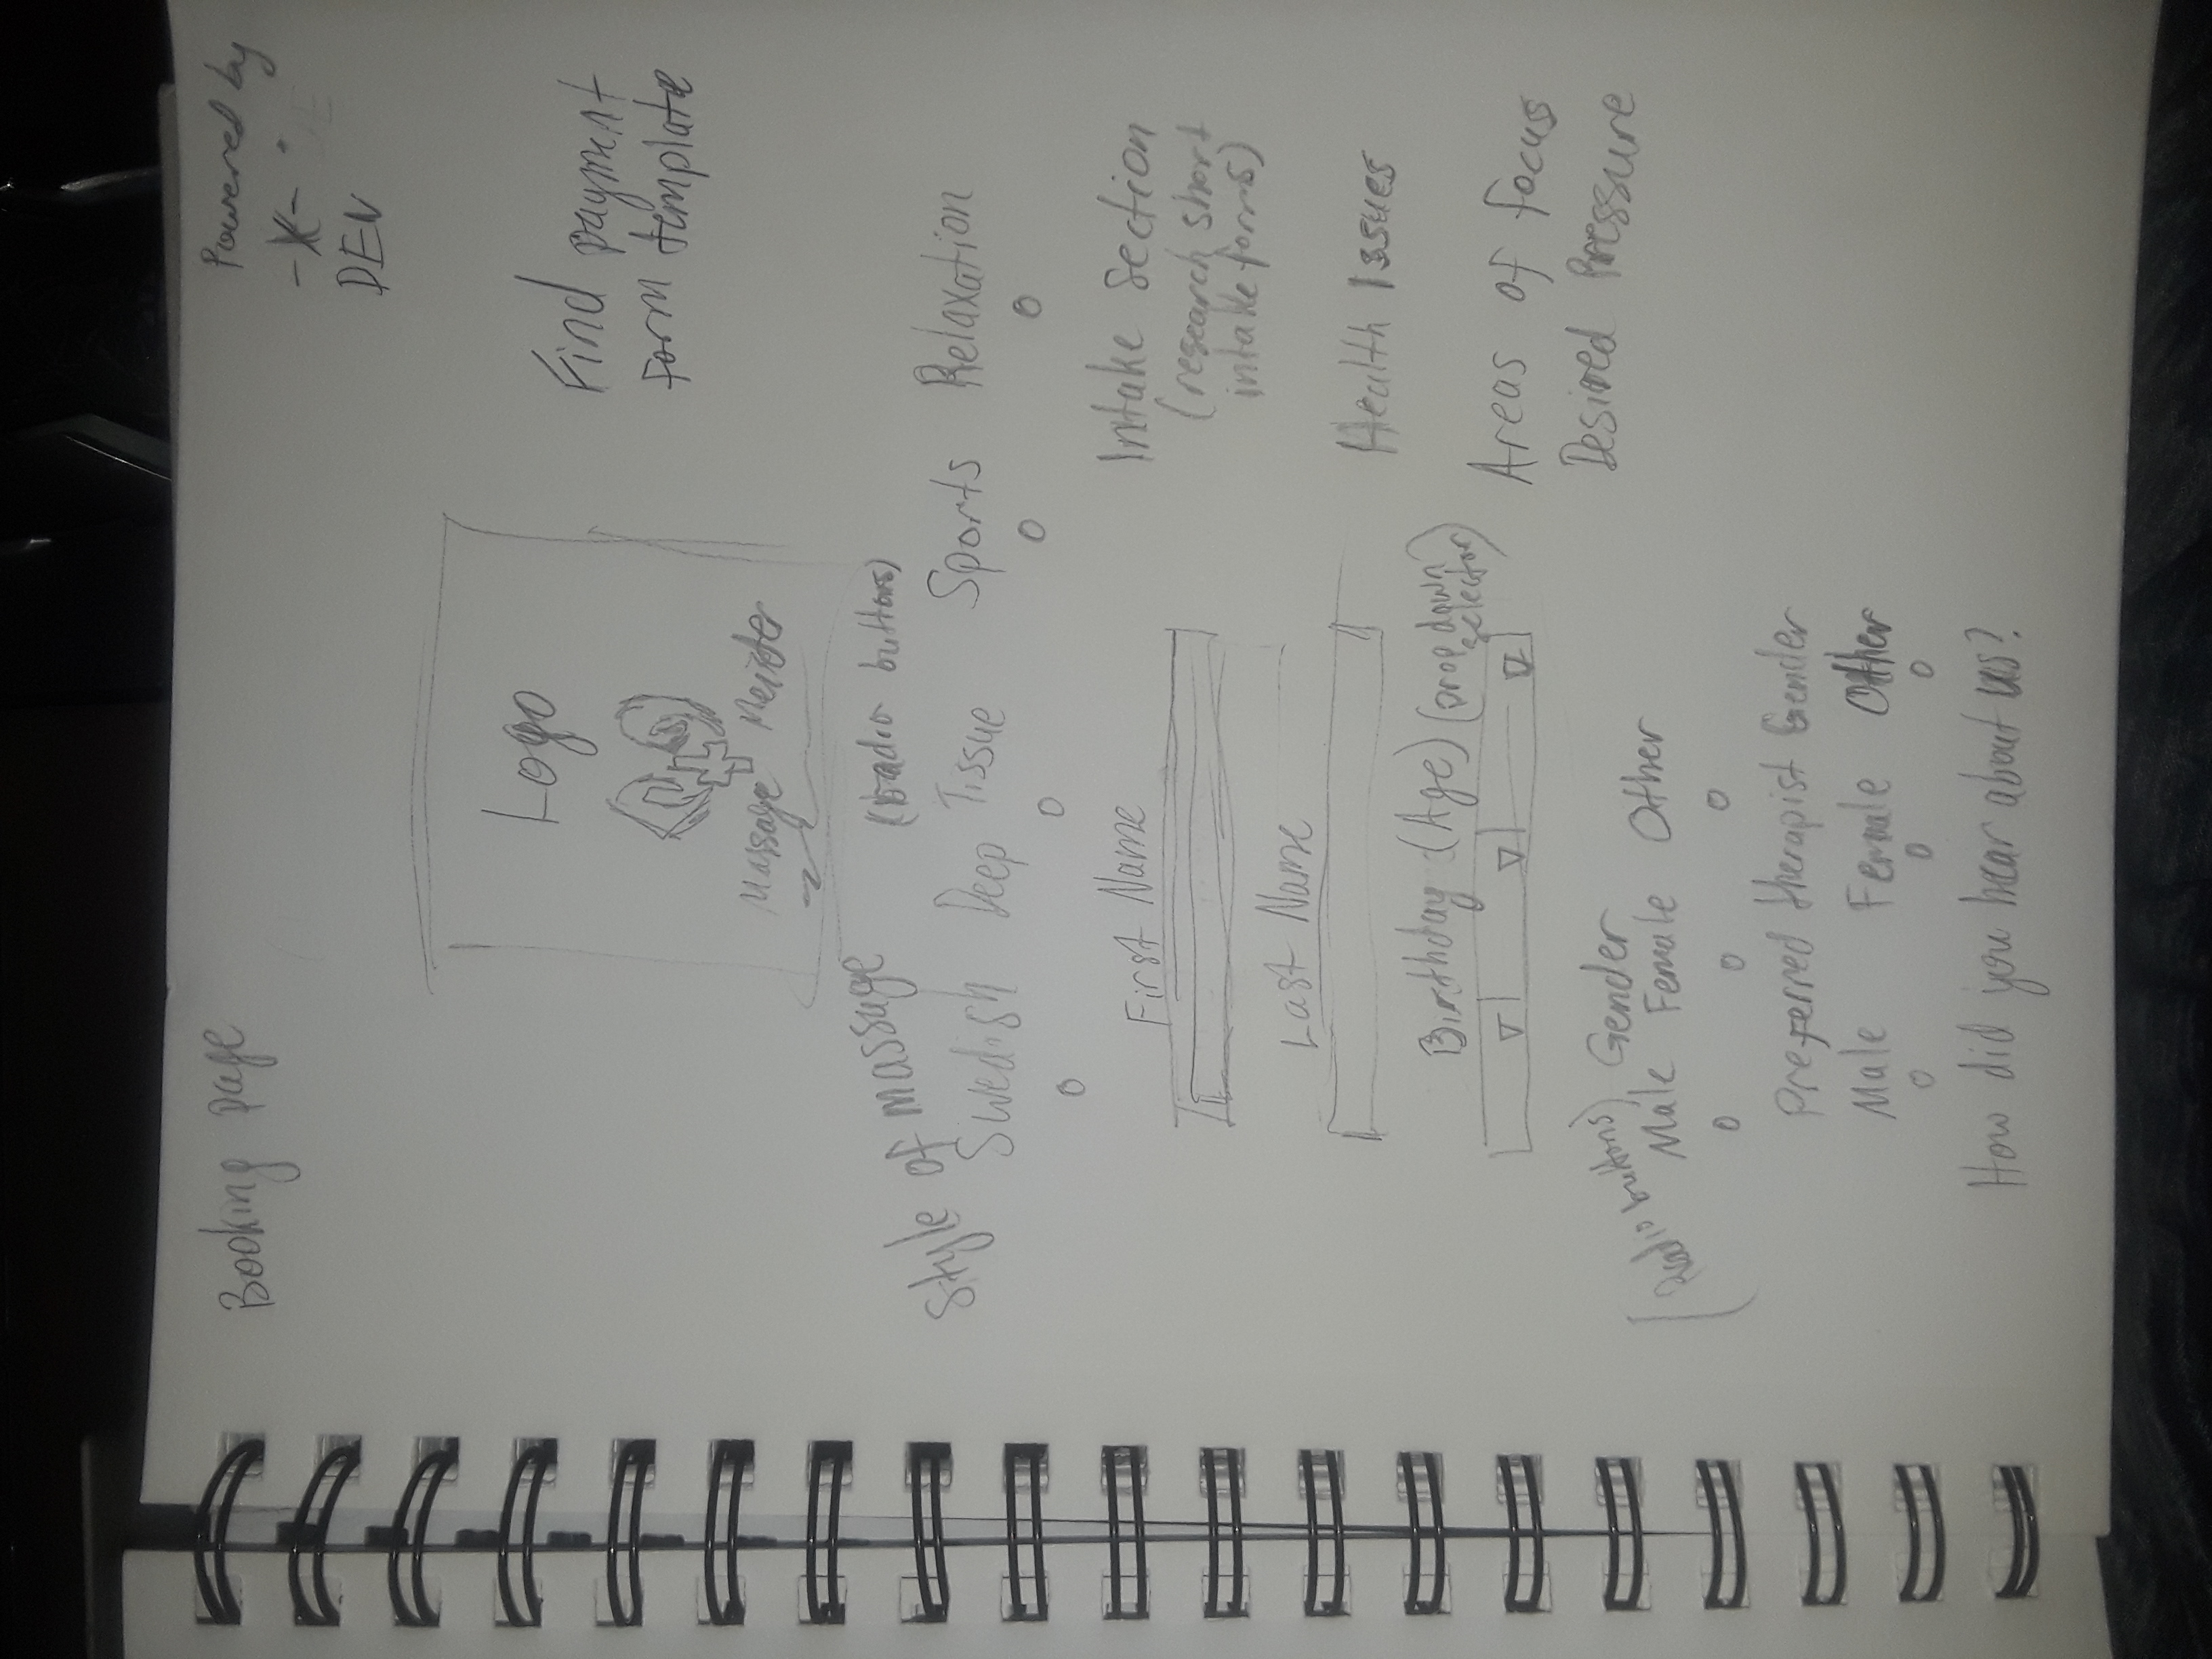 Booking page
Powered by
-X-
DEV
Logo
Massage Meister
Find payment
form template
Style of massage
(radio buttons)
Swedish Deep Tissue Sports Relaxation
First Name
Last Name
Birthday (Age) (Drop down
selector)
Intake Section
(research short
intake forms)
Health Issues
Areas of focus
Desired Pressure
(Radio buttons) Gender
Male Female Other
Preferred therapist Gender
Male Female Other
How did you hear about us?